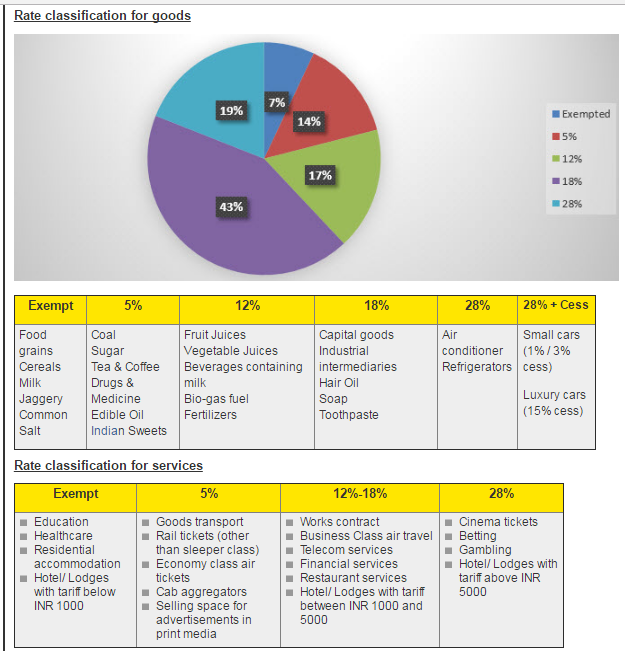 Rate classification for goods
19%
7%
14%
17%
43%
Exempted
5%
12%
18%
28%
Exempt 5% 12% 18% 28% 28% + Cess
Food
grains
Cereals
Milk
Jaggery
Common
Salt
Coal
Sugar
Tea & Coffee
Drugs &
Medicine
Edible Oil
Indian Sweets
Fruit Juices
Vegetable Juices
Beverages containing
milk
Bio-gas fuel
Fertilizers
Capital goods
Industrial
intermediaries
Hair Oil
Soap
Toothpaste
Air
conditioner
Refrigerators
Small cars
(1% / 3%
cess)
Luxury cars
(15% cess)
Rate classification for services
Exempt 5% 12%-18% 28%
Education
Healthcare
Residential
accommodation
Hotel/ Lodges
with tariff below
INR 1000
Goods transport
Rail tickets (other
than sleeper class)
Economy class air
tickets
Cab aggregators
Selling space for
advertisements in
print media
Works contract
Business Class air travel
Telecom services
Financial services
Restaurant services
Hotel/ Lodges with tariff
between INR 1000 and
5000
Cinema tickets
Betting
Gambling
Hotel/ Lodges with
tariff above INR
5000